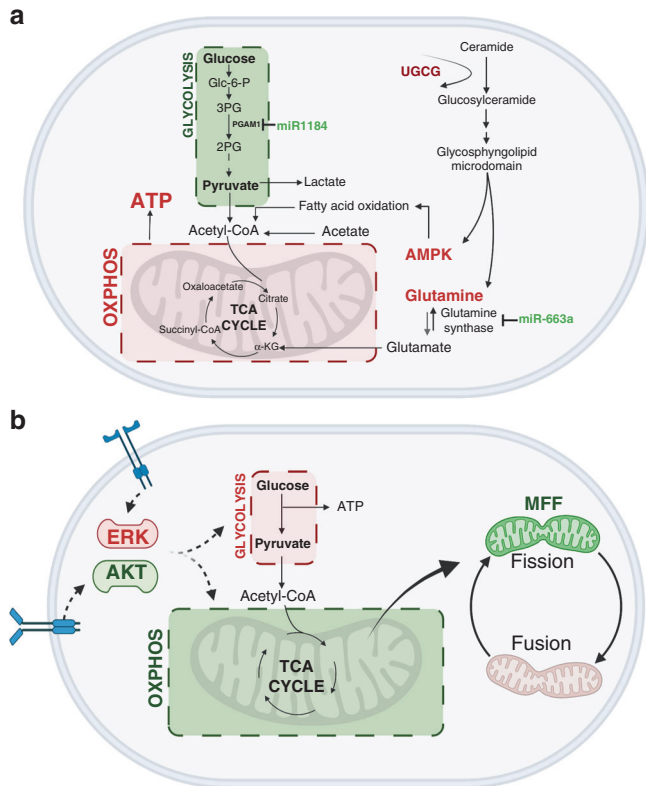 a
GLYCOLYSIS
Glucose
Glc-6-P
3PG
PGAM1
miR1184
2PG
Pyruvate
Lactate
Ceramide
UGCG
Glucosylceramide
Glycosphyngolipid
microdomain
ATP
Fatty acid oxidation
Acetyl-CoA
Acetate
AMPK
OXPHOS
Oxaloacetate
Citrate
TCA
CYCLE
Succinyl-CoA
α-KG
Glutamine
Glutamine
synthase
miR-663a
Glutamate
b
ERK
AKT
GLYCOLYSIS
Glucose
ATP
Pyruvate
Acetyl-CoA
OXPHOS
TCA
CYCLE
MFF
Fission
Fusion